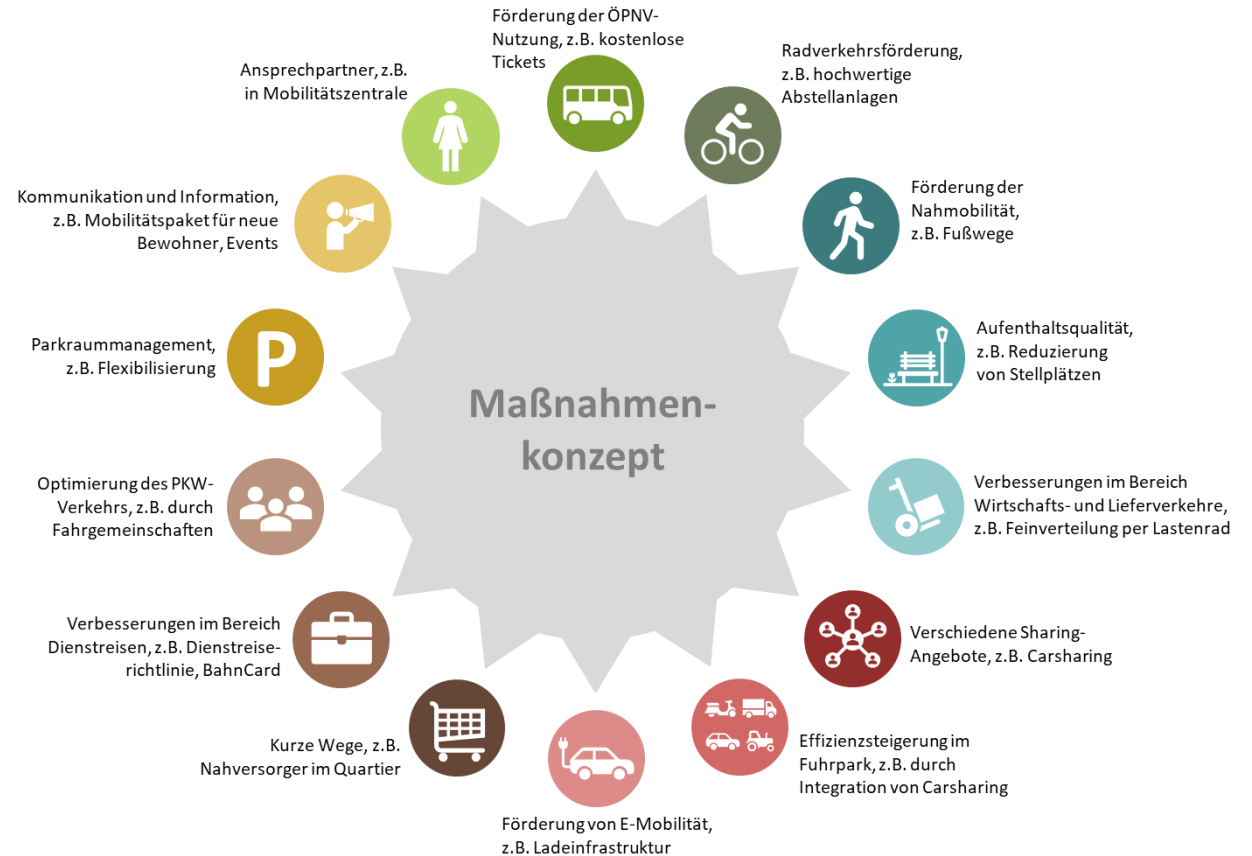 Förderung der ÖPNV-
Nutzung, z.B. kostenlose
Tickets
Radverkehrsförderung,
z.B. hochwertige
Abstellanlagen
Förderung der
Nahmobilität,
z.B. Fußwege
Aufenthaltsqualität,
z.B. Reduzierung
von Stellplätzen
Verbesserungen im Bereich
Wirtschafts- und Lieferverkehre,
z.B. Feinverteilung per Lastenrad
Verschiedene Sharing-
Angebote, z.B. Carsharing
Effizienzsteigerung im
Fuhrpark, z.B. durch
Integration von Carsharing
Förderung von E-Mobilität,
z.B. Ladeinfrastruktur
Kurze Wege, z.B.
Nahversorger im Quartier
Verbesserungen im Bereich
Dienstreisen, z.B. Dienstreise-
richtlinie, BahnCard
Optimierung des PKW-
Verkehrs, z.B. durch
Fahrgemeinschaften
Parkraummanagement,
z.B. Flexibilisierung
P
Kommunikation und Information,
z.B. Mobilitätspaket für neue
Bewohner, Events
Ansprechpartner, z.B.
in Mobilitätszentrale
Maßnahmen-
konzept